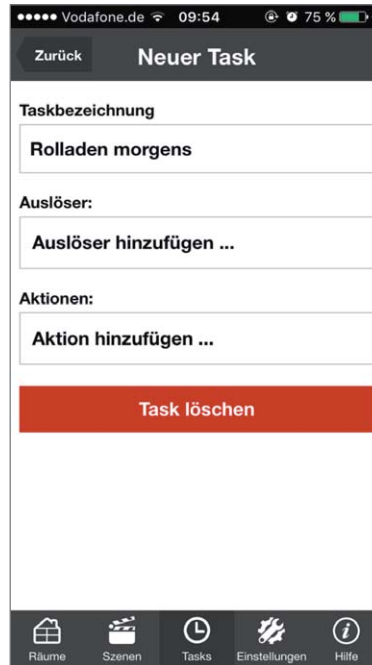 Vodafone.de 09:54 75 %
Zurück Neuer Task
Taskbezeichnung
Rolladen morgens
Auslöser:
Auslöser hinzufügen ...
Aktionen:
Aktion hinzufügen ...
Task löschen
Räume Szenen Tasks Einstellungen Hilfe